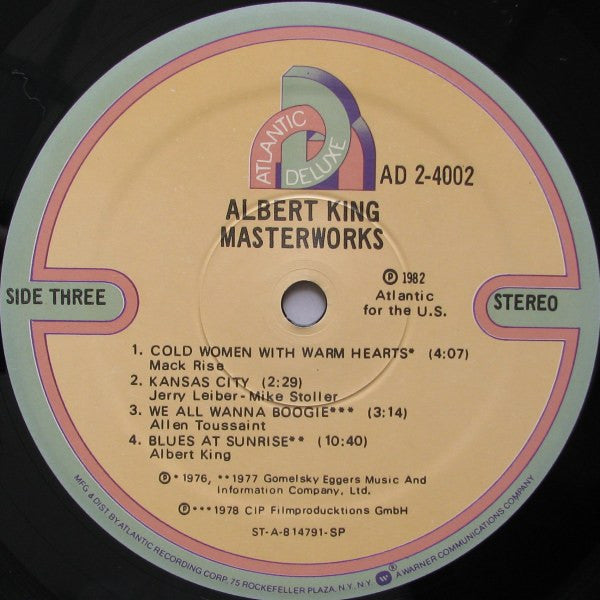 ATLANTIC
DELUXE
AD 2-4002
ALBERT KING
MASTERWORKS
℗ 1982
Atlantic
for the U.S.
SIDE THREE
STEREO
1. COLD WOMEN WITH WARM HEARTS* (4:07)
Mack Rise
2. KANSAS CITY (2:29)
Jerry Leiber-Mike Stoller
3. WE ALL WANNA BOOGIE*** (3:14)
Allen Toussaint
4. BLUES AT SUNRISE** (10:40)
Albert King
℗ * 1976, **1977 Gomelsky Eggers Music And
Information Company, Ltd.
℗ ***1978 CIP Filmproducktions GmbH
ST-A-814791-SP
MFG & DIST. BY ATLANTIC RECORDING CORP. 75 ROCKEFELLER PLAZA, N.Y. N.Y. W A WARNER COMMUNICATIONS COMPANY